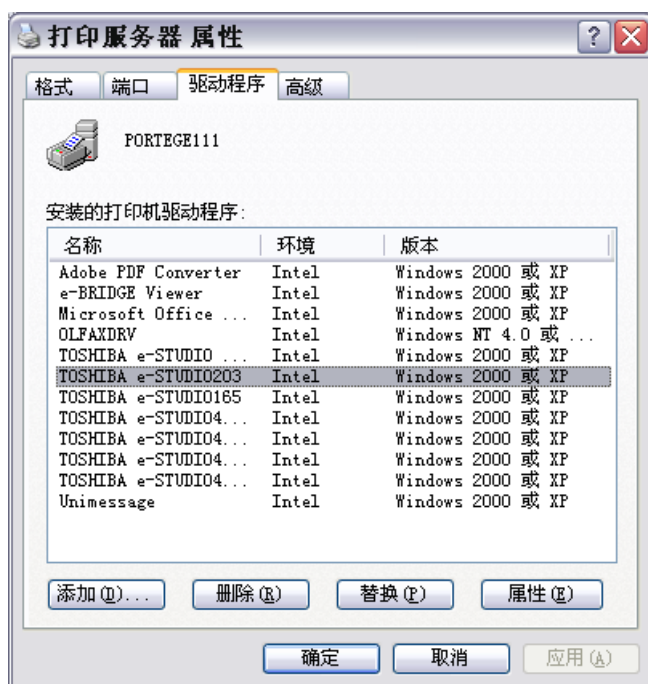 打印服务器 属性
格式 端口 驱动程序 高级
PORTEGE111
安装的打印机驱动程序:
名称 环境 版本
Adobe PDF Converter Intel Windows 2000 或 XP
e-BRIDGE Viewer Intel Windows 2000 或 XP
Microsoft Office ... Intel Windows 2000 或 XP
OLFAXDRV Intel Windows NT 4.0 或 ...
TOSHIBA e-STUDIO ... Intel Windows 2000 或 XP
TOSHIBA e-STUDIO203 Intel Windows 2000 或 XP
TOSHIBA e-STUDIO165 Intel Windows 2000 或 XP
TOSHIBA e-STUDIO4... Intel Windows 2000 或 XP
TOSHIBA e-STUDIO4... Intel Windows 2000 或 XP
TOSHIBA e-STUDIO4... Intel Windows 2000 或 XP
TOSHIBA e-STUDIO4... Intel Windows 2000 或 XP
Unimessage Intel Windows 2000 或 XP
添加(D)... 删除(R) 替换(P) 属性(E)
确定 取消 应用(A)